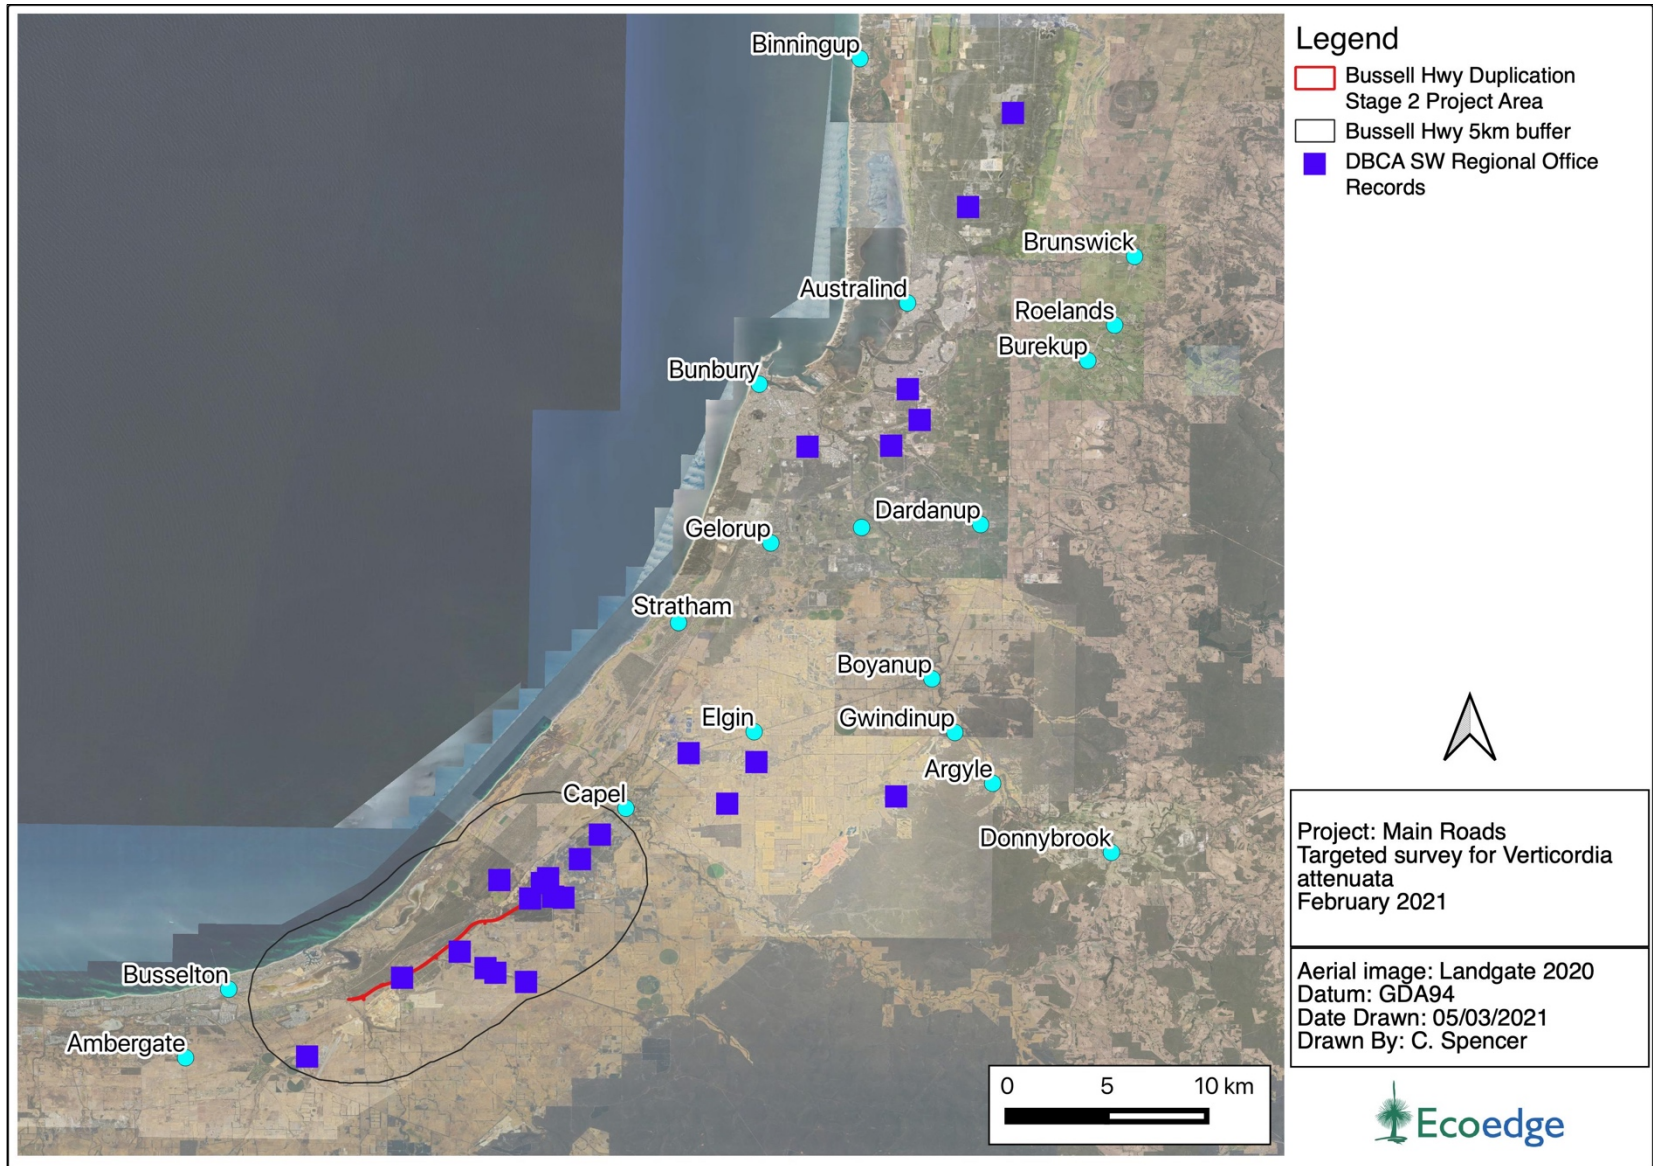 Binningup
Brunswick
Australind
Roelands
Burekup
Bunbury
Dardanup
Gelorup
Stratham
Boyanup
Elgin
Gwindinup
Argyle
Capel
Donnybrook
Busselton
Ambergate
0 5 10 km
Legend
Bussell Hwy Duplication
Stage 2 Project Area
Bussell Hwy 5km buffer
DBCA SW Regional Office
Records
Project: Main Roads
Targeted survey for Verticordia
attenuata
February 2021
Aerial image: Landgate 2020
Datum: GDA94
Date Drawn: 05/03/2021
Drawn By: C. Spencer
Ecoedge